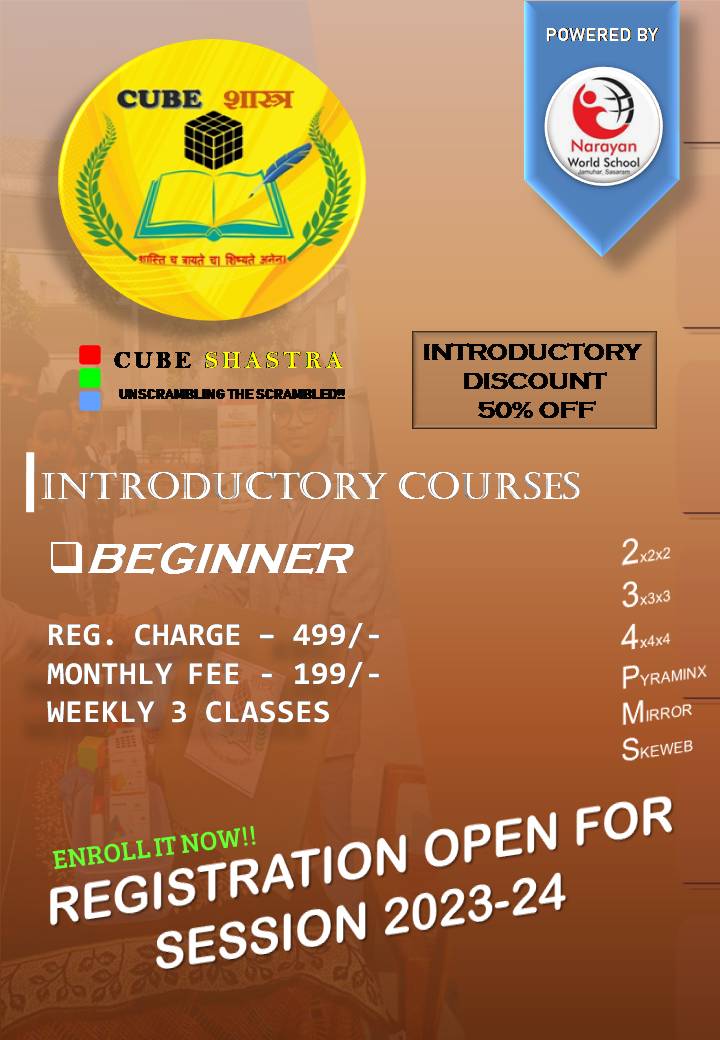 POWERED BY
CUBE शास्त्र
Narayan
World School
Jamuhar, Sasaram
शास्ति च त्रायते च। शिष्यते अनेन।
CUBE SHASTRA
UNSCRAMBLING THE SCRAMBLED!!
INTRODUCTORY
DISCOUNT
50% OFF
INTRODUCTORY COURSES
BEGINNER
2x2x2
3x3x3
4x4x4
PYRAMINX
MIRROR
SKEWEB
REG. CHARGE – 499/-
MONTHLY FEE - 199/-
WEEKLY 3 CLASSES
ENROLL IT NOW!!
REGISTRATION OPEN FOR
SESSION 2023-24